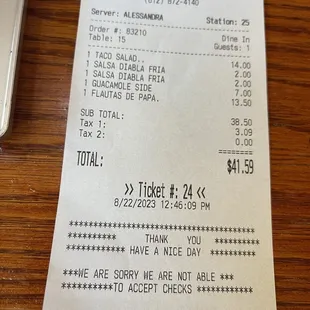 (512) 872-4140
Server: ALESSANDRA Station: 25
Order #: 83210 Dine In
Table: 15 Guests: 1
1 TACO SALAD.. 14.00
1 SALSA DIABLA FRIA 2.00
1 SALSA DIABLA FRIA 2.00
1 GUACAMOLE SIDE 7.00
1 FLAUTAS DE PAPA. 13.50
SUB TOTAL: 38.50
Tax 1: 3.09
Tax 2: 0.00
TOTAL: $41.59
>> Ticket #: 24 <<
8/22/2023 12:46:09 PM
****************************
************ THANK YOU ************
************ HAVE A NICE DAY ************
***WE ARE SORRY WE ARE NOT ABLE ***
***********TO ACCEPT CHECKS ***********